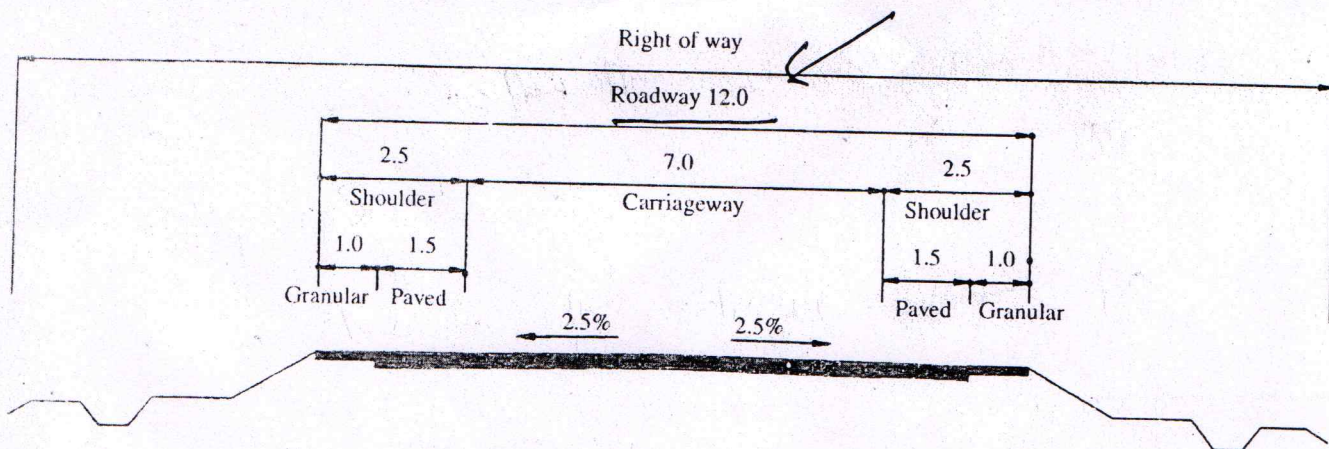 Right of way
Roadway 12.0
2.5 7.0 2.5
Shoulder Carriageway Shoulder
1.0 1.5 1.5 1.0
Granular Paved Paved Granular
2.5% 2.5%